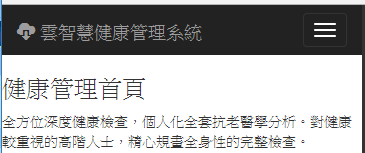 雲智慧健康管理系統
健康管理首頁
全方位深度健康檢查，個人化全套抗老醫學分析。對健康
較重視的高階人士，精心規畫全身性的完整檢查。